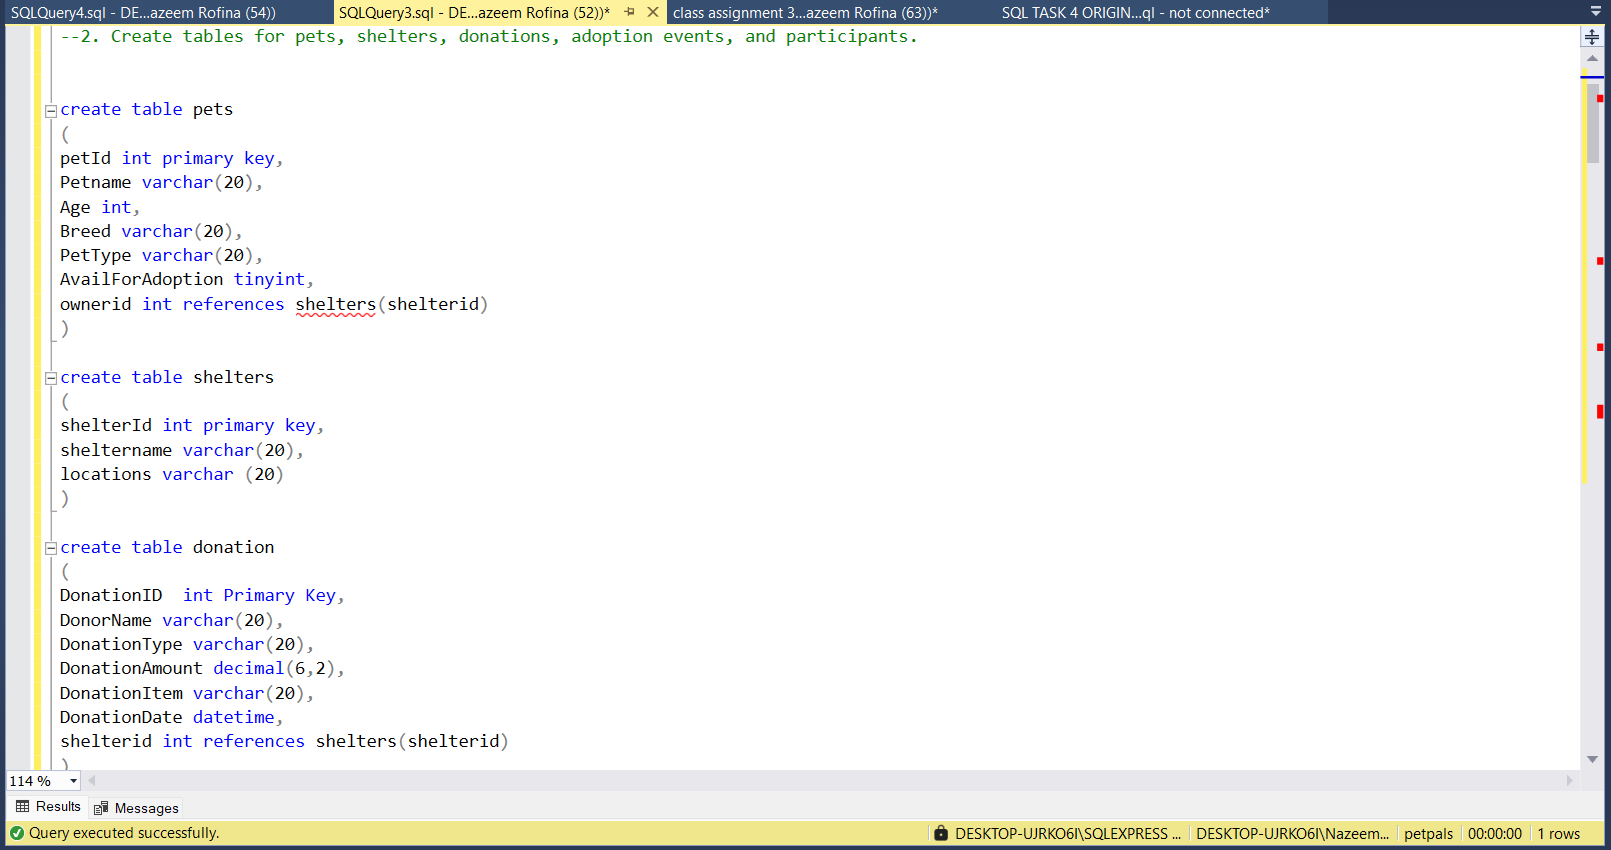 SQLQuery4.sql - DE...azeem Rofina (54))
SQLQuery3.sql - DE...azeem Rofina (52))*
class assignment 3...azeem Rofina (63))*
SQL TASK 4 ORIGIN...ql - not connected*
--2. Create tables for pets, shelters, donations, adoption events, and participants.
create table pets
(
petId int primary key,
Petname varchar(20),
Age int,
Breed varchar(20),
PetType varchar(20),
AvailForAdoption tinyint,
ownerid int references shelters(shelterid)
)
create table shelters
(
shelterId int primary key,
sheltername varchar(20),
locations varchar (20)
)
create table donation
(
DonationID  int Primary Key,
DonorName varchar(20),
DonationType varchar(20),
DonationAmount decimal(6,2),
DonationItem varchar(20),
DonationDate datetime,
shelterid int references shelters(shelterid)
)
114 %
Results
Messages
Query executed successfully.
DESKTOP-UJRKO6I\SQLEXPRESS ...
DESKTOP-UJRKO6I\Nazeem...
petpals
00:00:00
1 rows